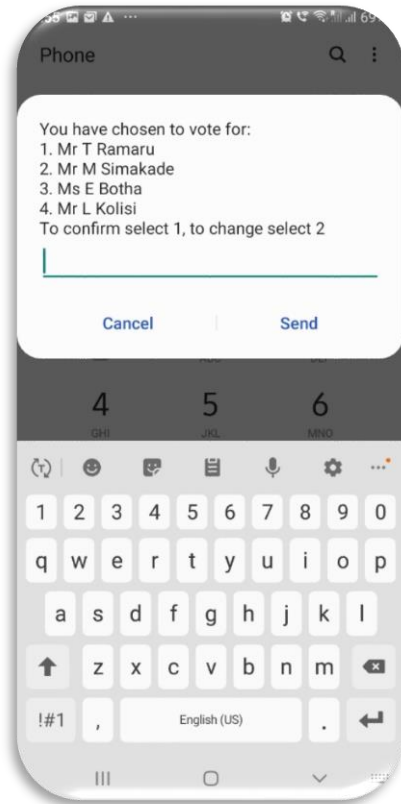 Phone
You have chosen to vote for:
1. Mr T Ramaru
2. Mr M Simakade
3. Ms E Botha
4. Mr L Kolisi
To confirm select 1, to change select 2
Cancel Send
4 5 6
GHI JKL MNO
1 2 3 4 5 6 7 8 9 0
q w e r t y u i o p
a s d f g h j k l
z x c v b n m
!#1 , English (US) .